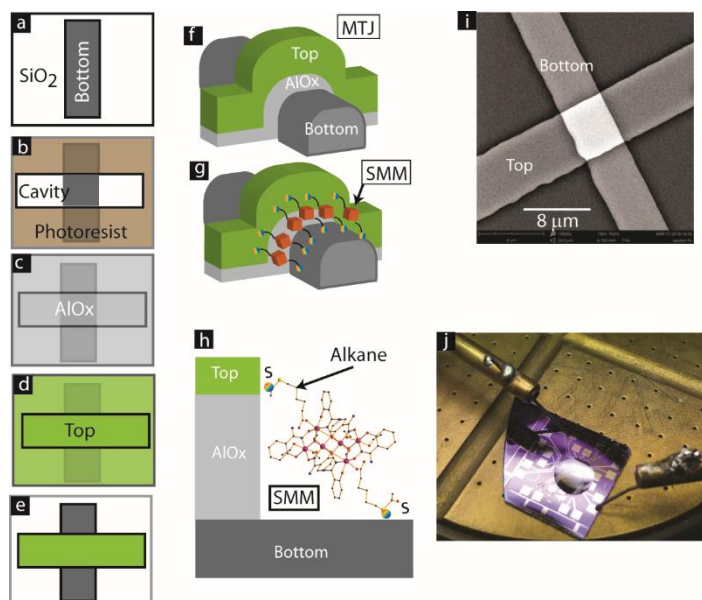 a
SiO2
Bottom
b
Cavity
Photoresist
c
AlOx
d
Top
e
f
MTJ
Top
AlOx
Bottom
g
SMM
h
Alkane
Top
S
AlOx
SMM
S
Bottom
i
Bottom
Top
8 µm
j